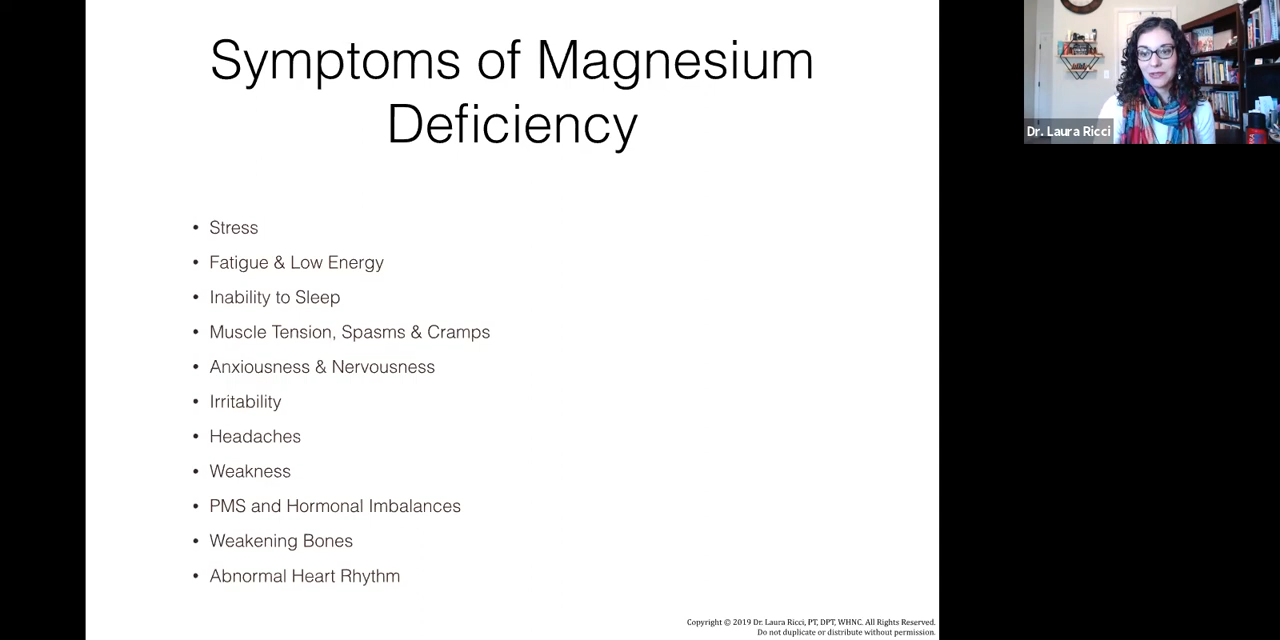 Symptoms of Magnesium
Deficiency
• Stress
• Fatigue & Low Energy
• Inability to Sleep
• Muscle Tension, Spasms & Cramps
• Anxiousness & Nervousness
• Irritability
• Headaches
• Weakness
• PMS and Hormonal Imbalances
• Weakening Bones
• Abnormal Heart Rhythm
Copyright © 2019 Dr. Laura Ricci, PT, DPT, WHNC. All Rights Reserved.
Do not duplicate or distribute without permission.
Dr. Laura Ricci